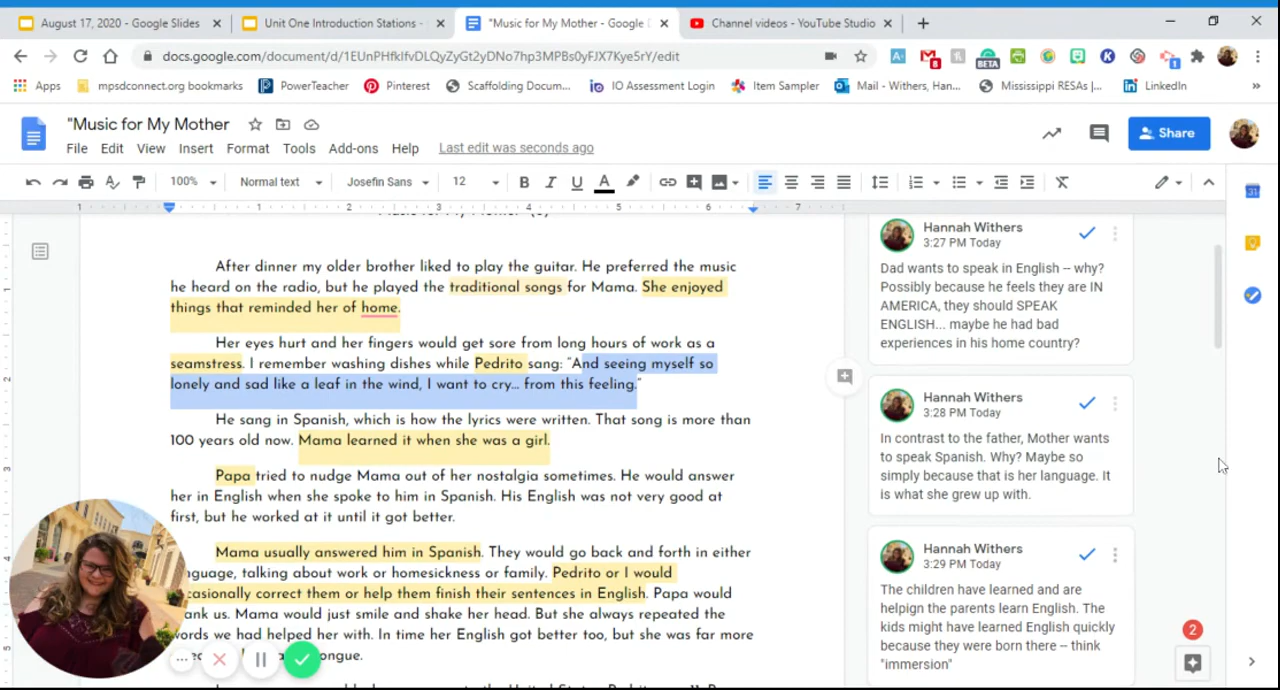 August 17, 2020 - Google Slides
Unit One Introduction Stations -
"Music for My Mother - Google D
Channel videos - YouTube Studio
docs.google.com/document/d/1EUnPHfkIfvDLQyZyGt2yDNo7hp3MPBs0yFJX7Kye5rY/edit
8
BETA
1
Apps
mpsdconnect.org bookmarks
PowerTeacher
Pinterest
Scaffolding Docum...
IO Assessment Login
Item Sampler
Mail - Withers, Han...
Mississippi RESAs |...
LinkedIn
"Music for My Mother
File Edit View Insert Format Tools Add-ons Help Last edit was seconds ago
Share
100% Normal text Josefin Sans 12
1 1 2 3 4 5 6 7
After dinner my older brother liked to play the guitar. He preferred the music
he heard on the radio, but he played the traditional songs for Mama. She enjoyed
things that reminded her of home.
Her eyes hurt and her fingers would get sore from long hours of work as a
seamstress. I remember washing dishes while Pedrito sang: "And seeing myself so
lonely and sad like a leaf in the wind, I want to cry... from this feeling."
He sang in Spanish, which is how the lyrics were written. That song is more than
100 years old now. Mama learned it when she was a girl.
Papa tried to nudge Mama out of her nostalgia sometimes. He would answer
her in English when she spoke to him in Spanish. His English was not very good at
first, but he worked at it until it got better.
Mama usually answered him in Spanish. They would go back and forth in either
nguage, talking about work or homesickness or family. Pedrito or I would
ccasionally correct them or help them finish their sentences in English. Papa would
ank us. Mama would just smile and shake her head. But she always repeated the
words we had helped her with. In time her English got better too, but she was far more
tongue.
Hannah Withers
3:27 PM Today
Dad wants to speak in English -- why?
Possibly because he feels they are IN
AMERICA, they should SPEAK
ENGLISH... maybe he had bad
experiences in his home country?
Hannah Withers
3:28 PM Today
In contrast to the father, Mother wants
to speak Spanish. Why? Maybe so
simply because that is her language. It
is what she grew up with.
Hannah Withers
3:29 PM Today
The children have learned and are
helpign the parents learn English. The
kids might have learned English quickly
because they were born there -- think
"immersion"
2